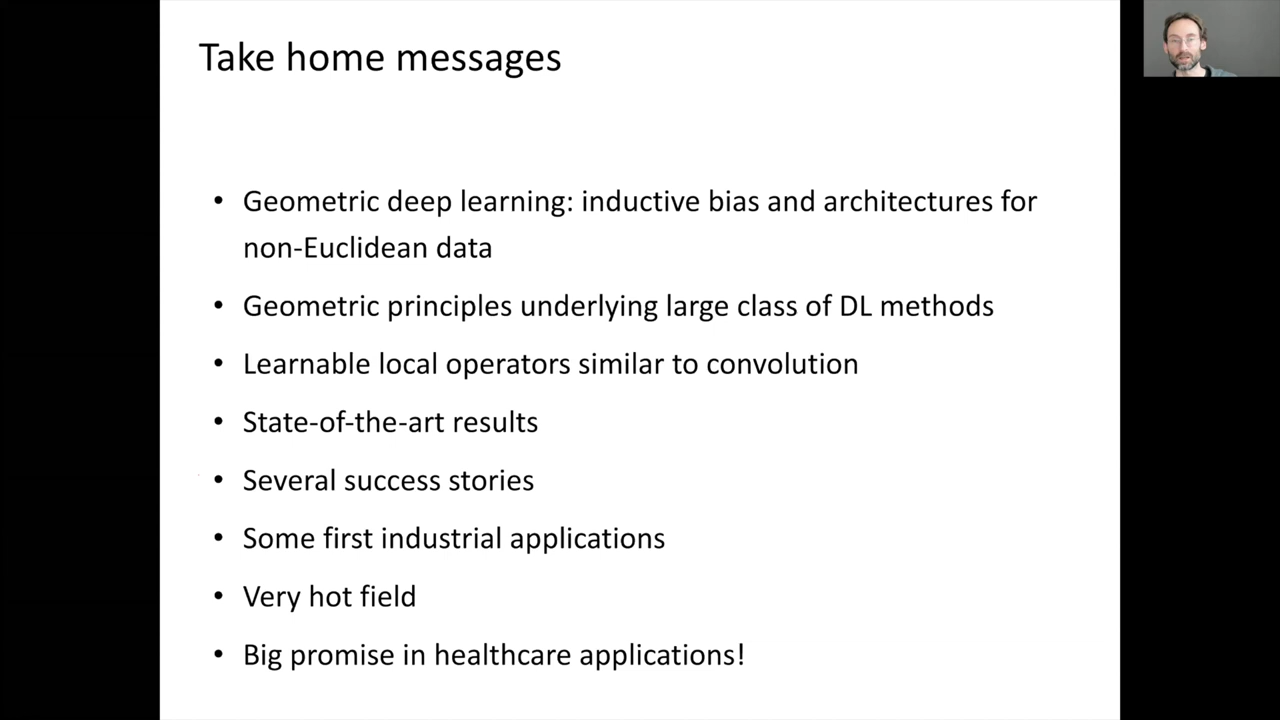 Take home messages
• Geometric deep learning: inductive bias and architectures for
non-Euclidean data
• Geometric principles underlying large class of DL methods
• Learnable local operators similar to convolution
• State-of-the-art results
• Several success stories
• Some first industrial applications
• Very hot field
• Big promise in healthcare applications!